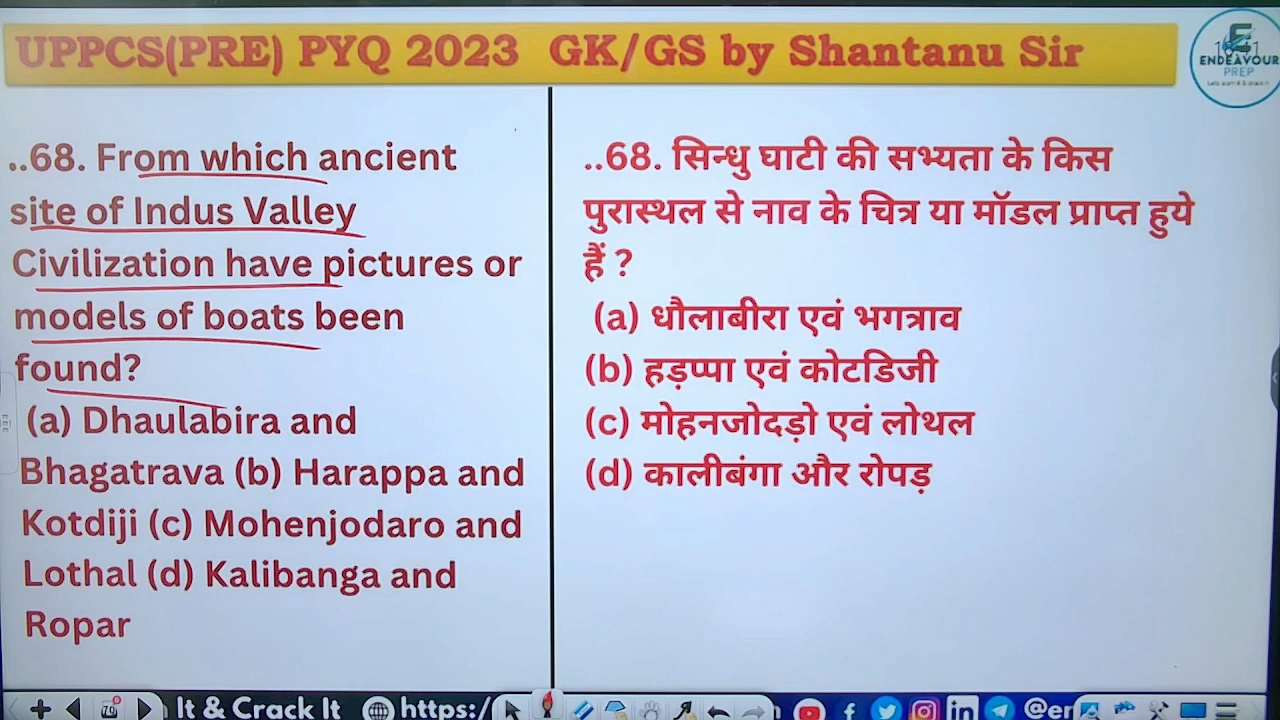 UPPCS(PRE) PYQ 2023 GK/GS by Shantanu Sir
ENDEAVOUR
PREP
..68. From which ancient
site of Indus Valley
Civilization have pictures or
models of boats been
found?
(a) Dhaulabira and
Bhagatrava (b) Harappa and
Kotdiji (c) Mohenjodaro and
Lothal (d) Kalibanga and
Ropar
..68. सिन्धु घाटी की सभ्यता के किस
पुरास्थल से नाव के चित्र या मॉडल प्राप्त हुये
हैं ?
(a) धौलाबीरा एवं भगत्राव
(b) हड़प्पा एवं कोटडिजी
(c) मोहनजोदड़ो एवं लोथल
(d) कालीबंगा और रोपड़
It & Crack It https:/ @en